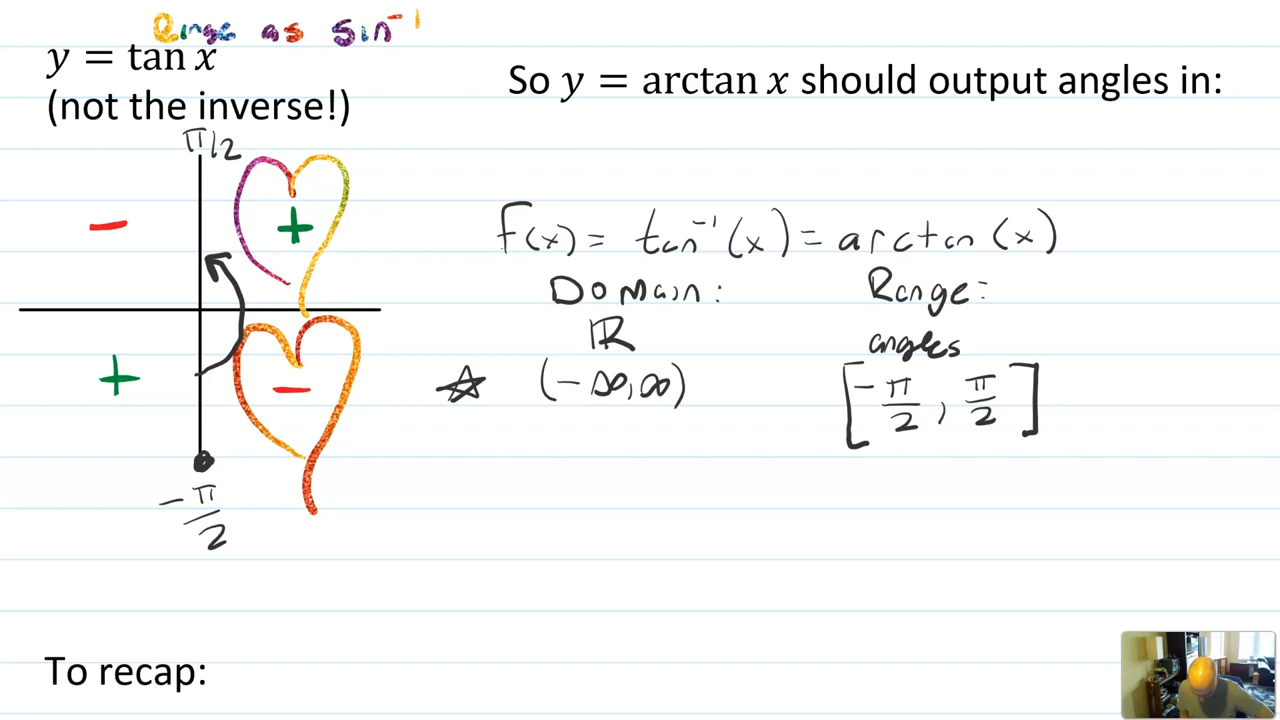 Range as sin⁻¹
y = tan x
(not the inverse!)
So y = arctan x should output angles in:
π/2
−
+
+
−
-π/2
F(x) = tan⁻¹(x) = arctan(x)
Domain:
Range:
ℝ
angles
☆ (-∞,∞)
[-π/2, π/2]
To recap: